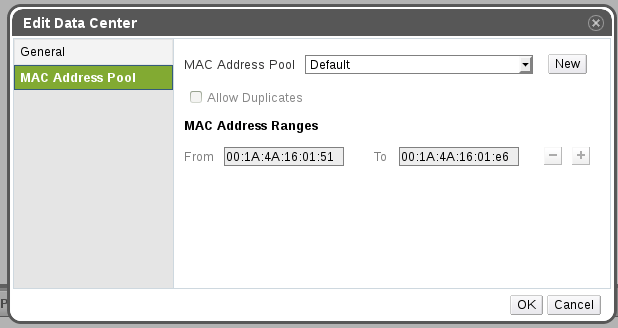 Edit Data Center
General
MAC Address Pool
MAC Address Pool Default New
Allow Duplicates
MAC Address Ranges
From 00:1A:4A:16:01:51 To 00:1A:4A:16:01:e6
P
OK Cancel